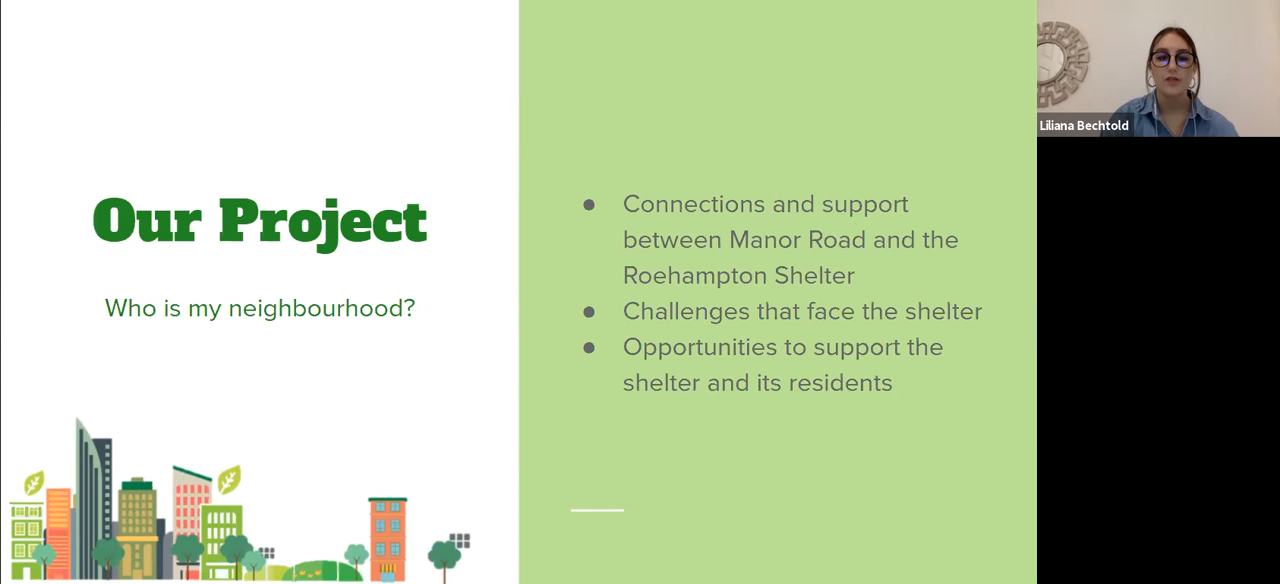 Our Project
Who is my neighbourhood?
● Connections and support
between Manor Road and the
Roehampton Shelter
● Challenges that face the shelter
● Opportunities to support the
shelter and its residents
Liliana Bechtold